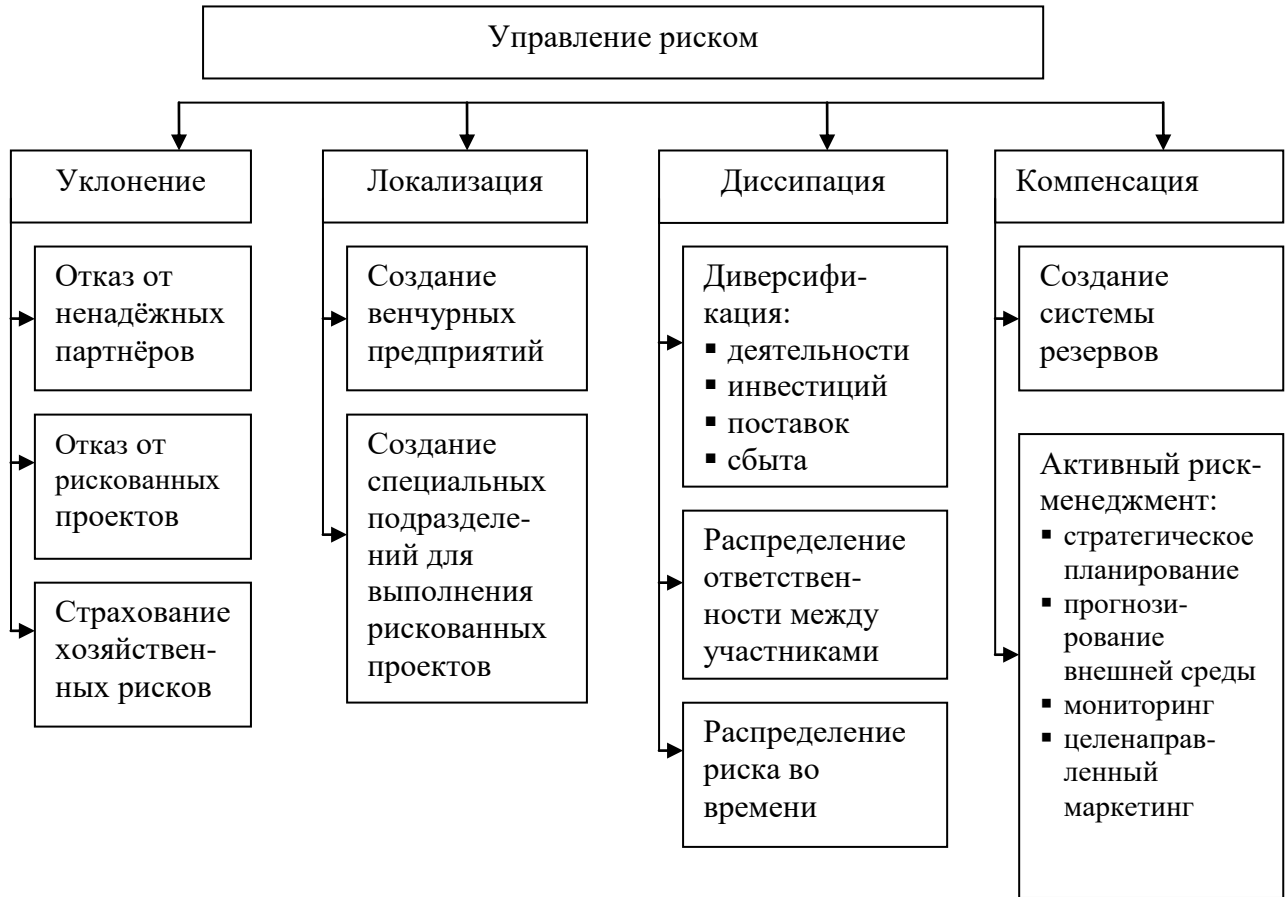 Управление риском
Уклонение
Отказ от
ненадёжных
партнёров
Отказ от
рискованных
проектов
Страхование
хозяйствен-
ных рисков
Локализация
Создание
венчурных
предприятий
Создание
специальных
подразделе-
ний для
выполнения
рискованных
проектов
Диссипация
Диверсифи-
кация:
▪ деятельности
▪ инвестиций
▪ поставок
▪ сбыта
Распределение
ответствен-
ности между
участниками
Распределение
риска во
времени
Компенсация
Создание
системы
резервов
Активный риск-
менеджмент:
▪ стратегическое
планирование
▪ прогнози-
рование
внешней среды
▪ мониторинг
▪ целенаправ-
ленный
маркетинг